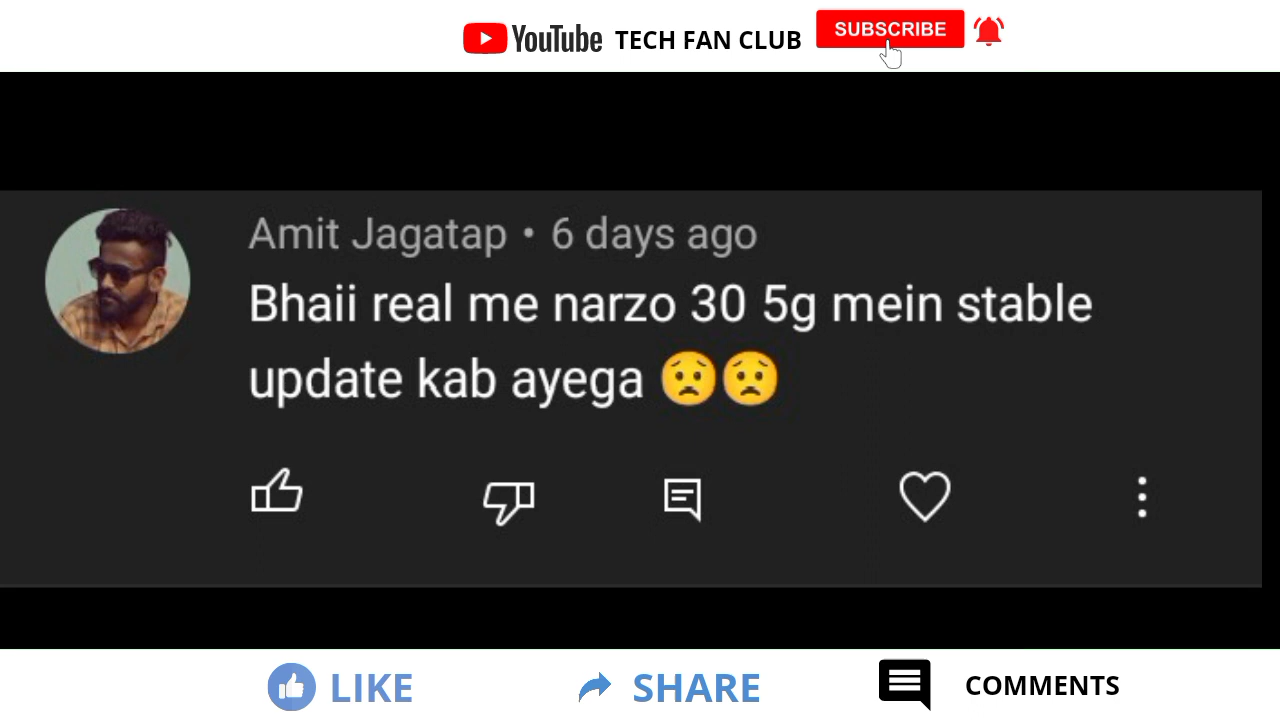 YouTube TECH FAN CLUB SUBSCRIBE
Amit Jagatap • 6 days ago
Bhaii real me narzo 30 5g mein stable
update kab ayega 😟😟
LIKE SHARE COMMENTS